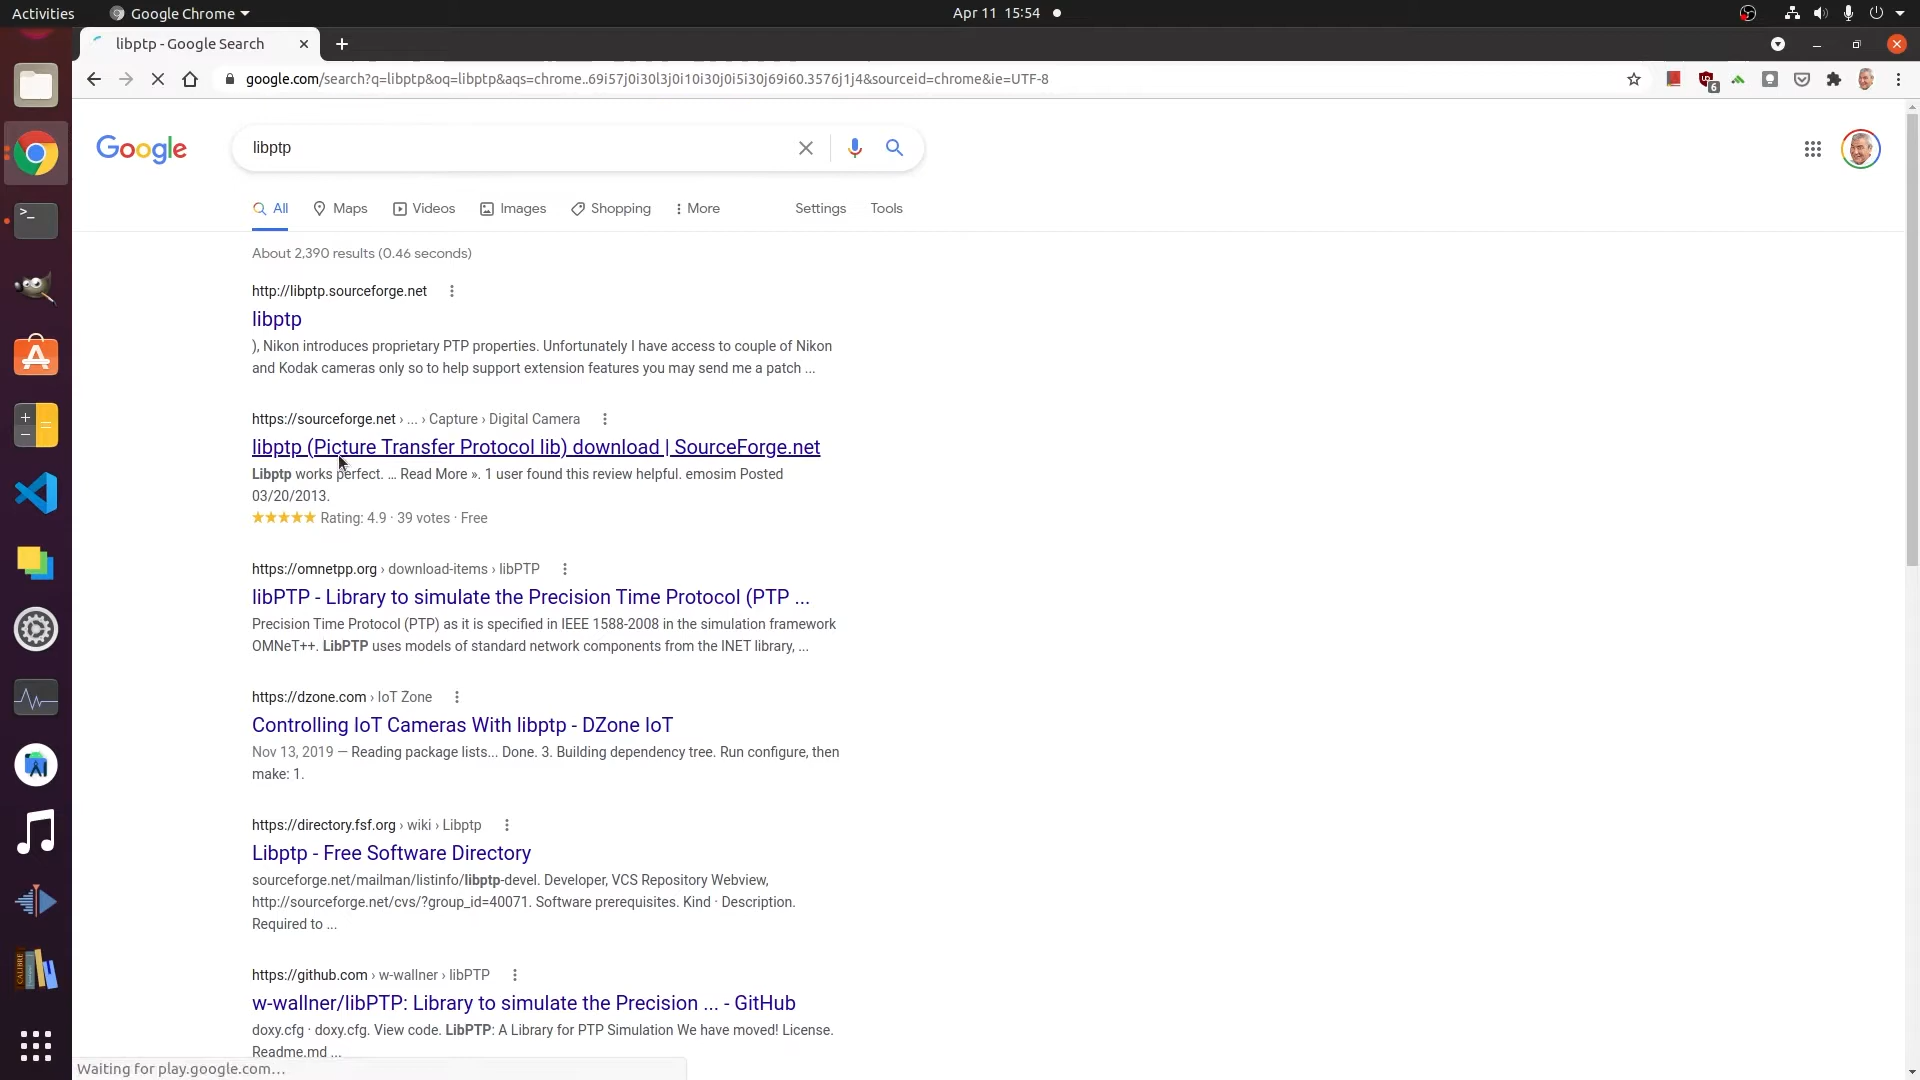 Activities
Google Chrome
Apr 11 15:54
libptp - Google Search
google.com/search?q=libptp&oq=libptp&aqs=chrome..69i57j0i30l3j0i10i30j0i5i30j69i60.3576j1j4&sourceid=chrome&ie=UTF-8
6
Google
libptp
All
Maps
Videos
Images
Shopping
More
Settings
Tools
About 2,390 results (0.46 seconds)
http://libptp.sourceforge.net
libptp
), Nikon introduces proprietary PTP properties. Unfortunately I have access to couple of Nikon
and Kodak cameras only so to help support extension features you may send me a patch ...
https://sourceforge.net › ... › Capture › Digital Camera
libptp (Picture Transfer Protocol lib) download | SourceForge.net
Libptp works perfect. ... Read More ». 1 user found this review helpful. emosim Posted
03/20/2013.
Rating: 4.9 · 39 votes · Free
https://omnetpp.org › download-items › libPTP
libPTP - Library to simulate the Precision Time Protocol (PTP ...
Precision Time Protocol (PTP) as it is specified in IEEE 1588-2008 in the simulation framework
OMNeT++. LibPTP uses models of standard network components from the INET library, ...
https://dzone.com › IoT Zone
Controlling IoT Cameras With libptp - DZone IoT
Nov 13, 2019 — Reading package lists... Done. 3. Building dependency tree. Run configure, then
make: 1.
https://directory.fsf.org › wiki › Libptp
Libptp - Free Software Directory
sourceforge.net/mailman/listinfo/libptp-devel. Developer, VCS Repository Webview,
http://sourceforge.net/cvs/?group_id=40071. Software prerequisites. Kind · Description.
Required to ...
https://github.com › w-wallner › libPTP
w-wallner/libPTP: Library to simulate the Precision ... - GitHub
doxy.cfg · doxy.cfg. View code. LibPTP: A Library for PTP Simulation We have moved! License.
Readme.md ...
Waiting for play.google.com...
CALIBRE